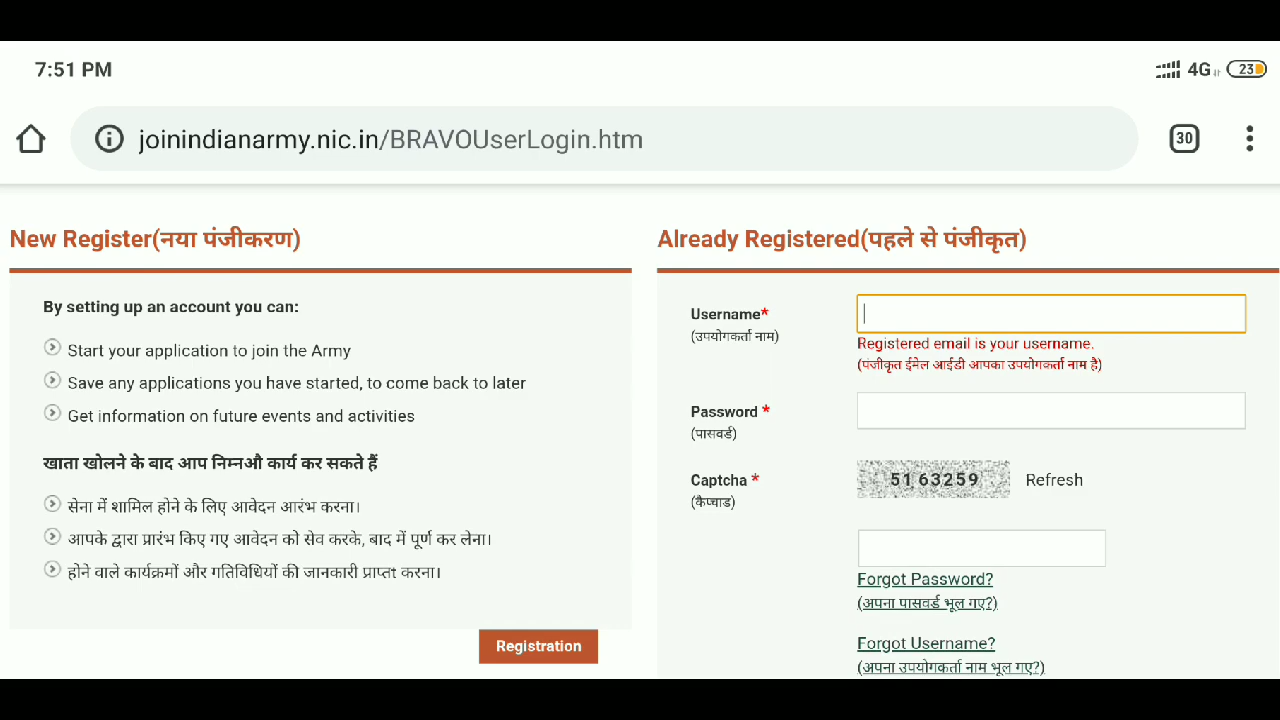 7:51 PM
4G
23
joinindianarmy.nic.in/BRAVOUserLogin.htm
30
New Register(नया पंजीकरण)
By setting up an account you can:
Start your application to join the Army
Save any applications you have started, to come back to later
Get information on future events and activities
खाता खोलने के बाद आप निम्नऔ कार्य कर सकते हैं
सेना में शामिल होने के लिए आवेदन आरंभ करना।
आपके द्वारा प्रारंभ किए गए आवेदन को सेव करके, बाद में पूर्ण कर लेना।
होने वाले कार्यक्रमों और गतिविधियों की जानकारी प्राप्तt करना।
Registration
Already Registered(पहले से पंजीकृत)
Username*
(उपयोगकर्ता नाम)
Registered email is your username.
(पंजीकृत ईमेल आईडी आपका उपयोगकर्ता नाम है)
Password *
(पासवर्ड)
Captcha *
(कैप्चाड)
5163259
Refresh
Forgot Password?
(अपना पासवर्ड भूल गए?)
Forgot Username?
(अपना उपयोगकर्ता नाम भूल गए?)